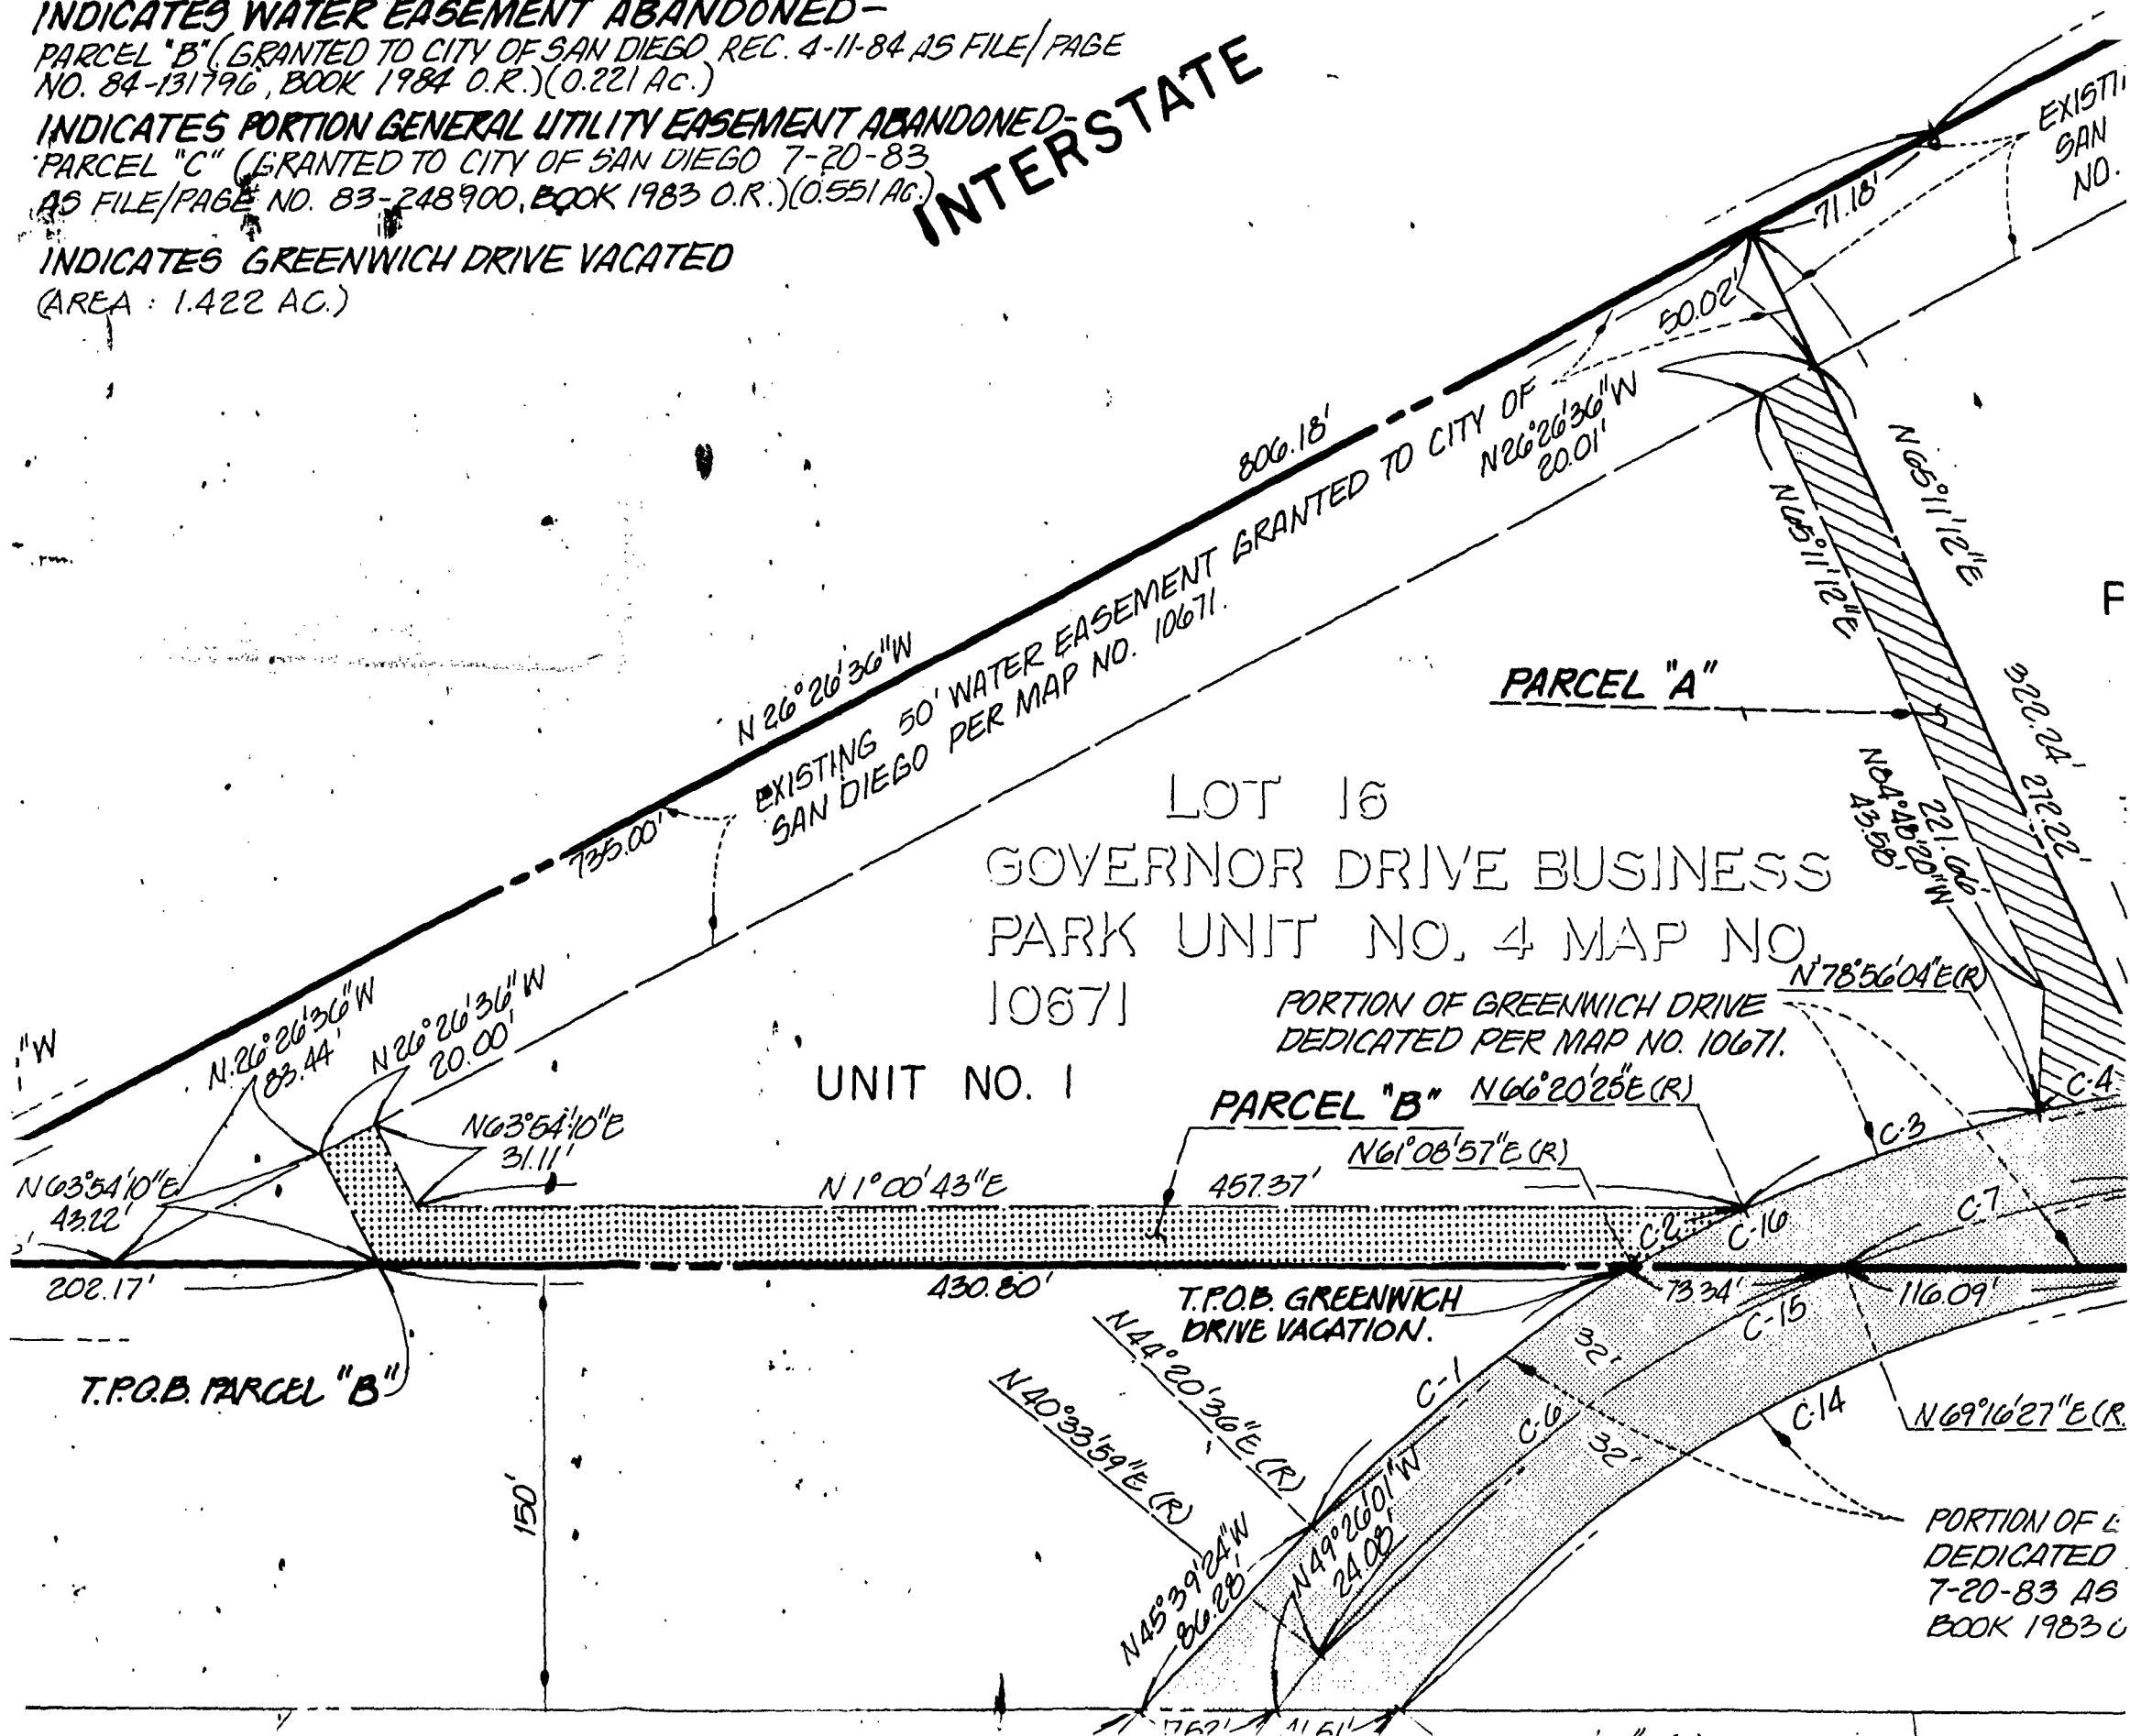 INDICATES WATER EASEMENT ABANDONED-
PARCEL "B" (GRANTED TO CITY OF SAN DIEGO REC. 4-11-84 AS FILE/PAGE
NO. 84-131796, BOOK 1984 O.R.)(0.221 AC.)
INDICATES PORTION GENERAL UTILITY EASEMENT ABANDONED-
PARCEL "C" (GRANTED TO CITY OF SAN DIEGO 7-20-83
AS FILE/PAGE NO. 83-248900, BOOK 1983 O.R.)(0.551 AC.)
INDICATES GREENWICH DRIVE VACATED
(AREA : 1.422 AC.)
INTERSTATE
EXISTI
SAN
NO.
71.18'
50.02'
806.18'
N26°26'36"W
20.01'
N65°11'12"E
N65°11'12"E
N 26°26'36"W
EXISTING 50' WATER EASEMENT GRANTED TO CITY OF
SAN DIEGO PER MAP NO. 10671.
735.00'
PARCEL "A"
322.24'
272.22'
221.66'
N84°48'20"W
43.58'
LOT 16
GOVERNOR DRIVE BUSINESS
PARK UNIT NO. 4 MAP NO.
10671
UNIT NO. 1
N78°56'04"E(R)
PORTION OF GREENWICH DRIVE
DEDICATED PER MAP NO. 10671.
"W
N.26°26'36"W
83.44'
N26°26'36"W
20.00'
N63°54'10"E
31.11'
N63°54'10"E
43.22'
PARCEL "B"
N66°20'25"E(R)
N61°08'57"E(R)
N1°00'43"E
457.37'
C-4
C-3
C-7
C-2
C-16
202.17'
430.80'
73.34'
116.09'
T.P.O.B. GREENWICH
DRIVE VACATION.
C-15
T.P.O.B. PARCEL "B"
N44°20'36"E(R)
N40°33'59"E(R)
C-1
32'
C-6
32'
C-14
N69°16'27"E(R.
150'
N45°39'24"W
86.28'
N49°26'01"W
24.08'
PORTION OF
DEDICATED
7-20-83 AS
BOOK 1983